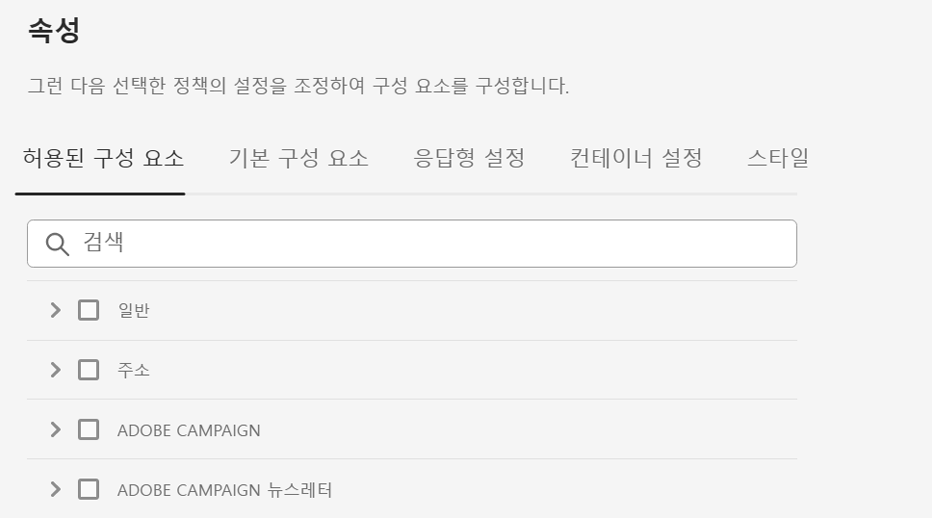 속성
그런 다음 선택한 정책의 설정을 조정하여 구성 요소를 구성합니다.
허용된 구성 요소 기본 구성 요소 응답형 설정 컨테이너 설정 스타일
검색
일반
주소
ADOBE CAMPAIGN
ADOBE CAMPAIGN 뉴스레터